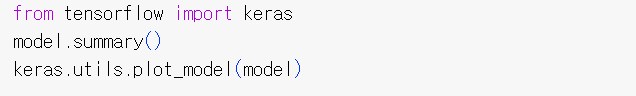 from tensorflow import keras
model.summary()
keras.utils.plot_model(model)